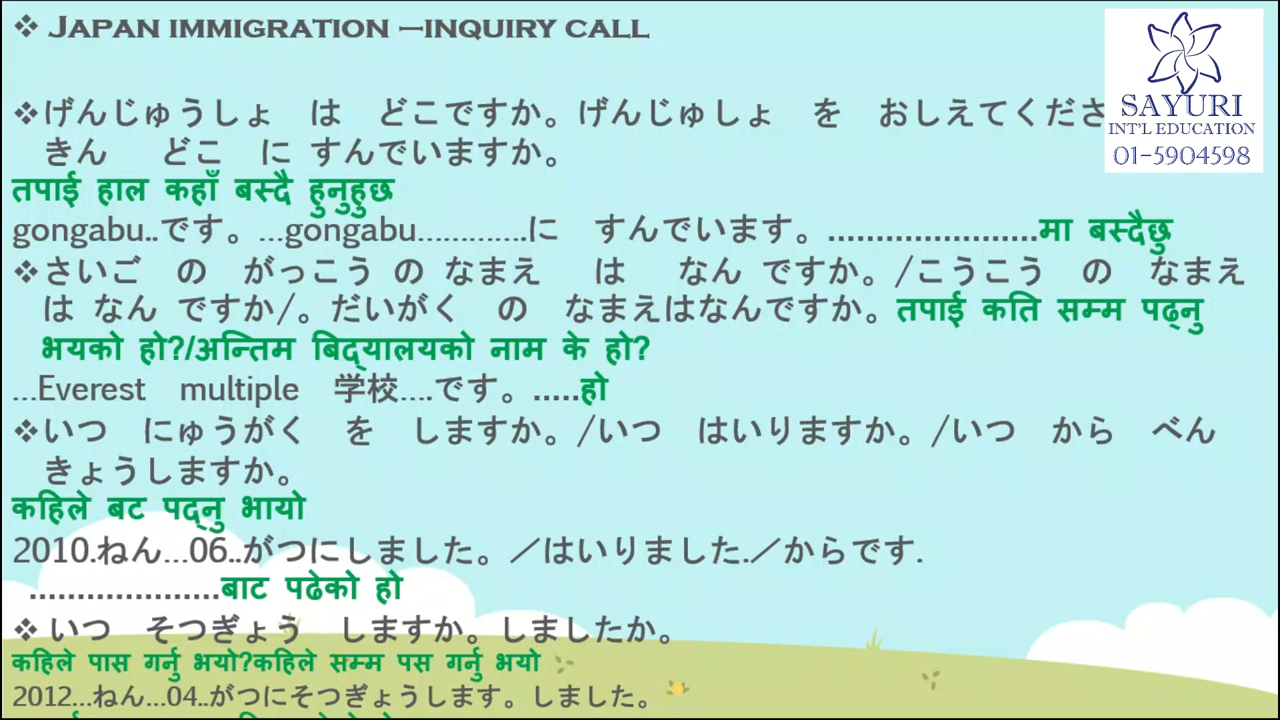 ❖ JAPAN IMMIGRATION –INQUIRY CALL
SAYURI
INT'L EDUCATION
01-5904598
❖げんじゅうしょ は どこですか。げんじゅしょ を おしえてくださ
きん どこ に すんでいますか。
तपाई हाल कहाँ बस्दै हुनुहुछ
gongabu..です。...gongabu.............に すんでいます。......................मा बस्दैछु
❖さいご の がっこう の なまえ は なん ですか。/こうこう の なまえ
は なん ですか/。だいがく の なまえはなんですか。तपाई कति सम्म पढ्नु
भयको हो?/अन्तिम बिद्यालयको नाम के हो?
...Everest multiple 学校....です。.....हो
❖いつ にゅうがく を しますか。/いつ はいりますか。/いつ から べん
きょうしますか。
कहिले बट पद्नु भायो
2010.ねん...06..がつにしました。／はいりました.／からです.
....................बाट पढेको हो
❖ いつ そつぎょう しますか。しましたか。
कहिले पास गर्नु भयो?कहिले सम्म पस गर्नु भयो
2012...ねん...04..がつにそつぎょうします。しました。